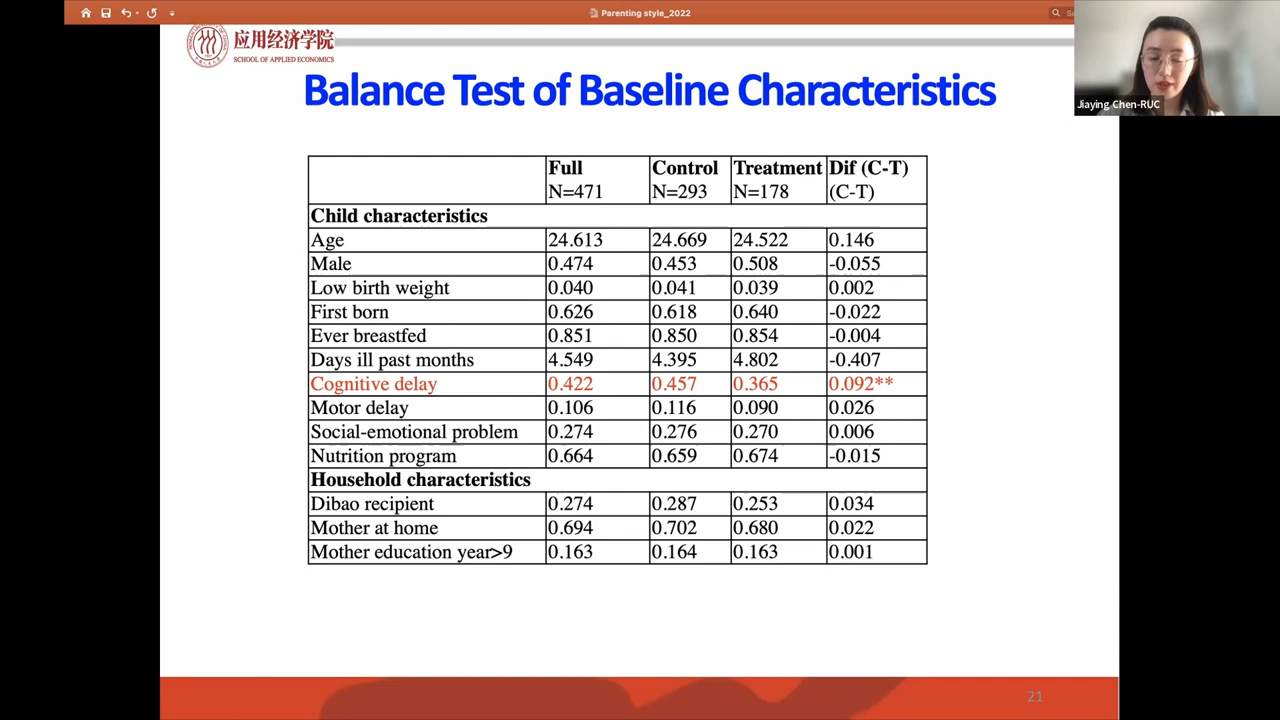 Parenting style_2022
Se
应用经济学院
SCHOOL OF APPLIED ECONOMICS
Jiaying Chen-RUC
Balance Test of Baseline Characteristics
Full Control Treatment Dif (C-T)
N=471 N=293 N=178 (C-T)
Child characteristics
Age 24.613 24.669 24.522 0.146
Male 0.474 0.453 0.508 -0.055
Low birth weight 0.040 0.041 0.039 0.002
First born 0.626 0.618 0.640 -0.022
Ever breastfed 0.851 0.850 0.854 -0.004
Days ill past months 4.549 4.395 4.802 -0.407
Cognitive delay 0.422 0.457 0.365 0.092**
Motor delay 0.106 0.116 0.090 0.026
Social-emotional problem 0.274 0.276 0.270 0.006
Nutrition program 0.664 0.659 0.674 -0.015
Household characteristics
Dibao recipient 0.274 0.287 0.253 0.034
Mother at home 0.694 0.702 0.680 0.022
Mother education year>9 0.163 0.164 0.163 0.001
21